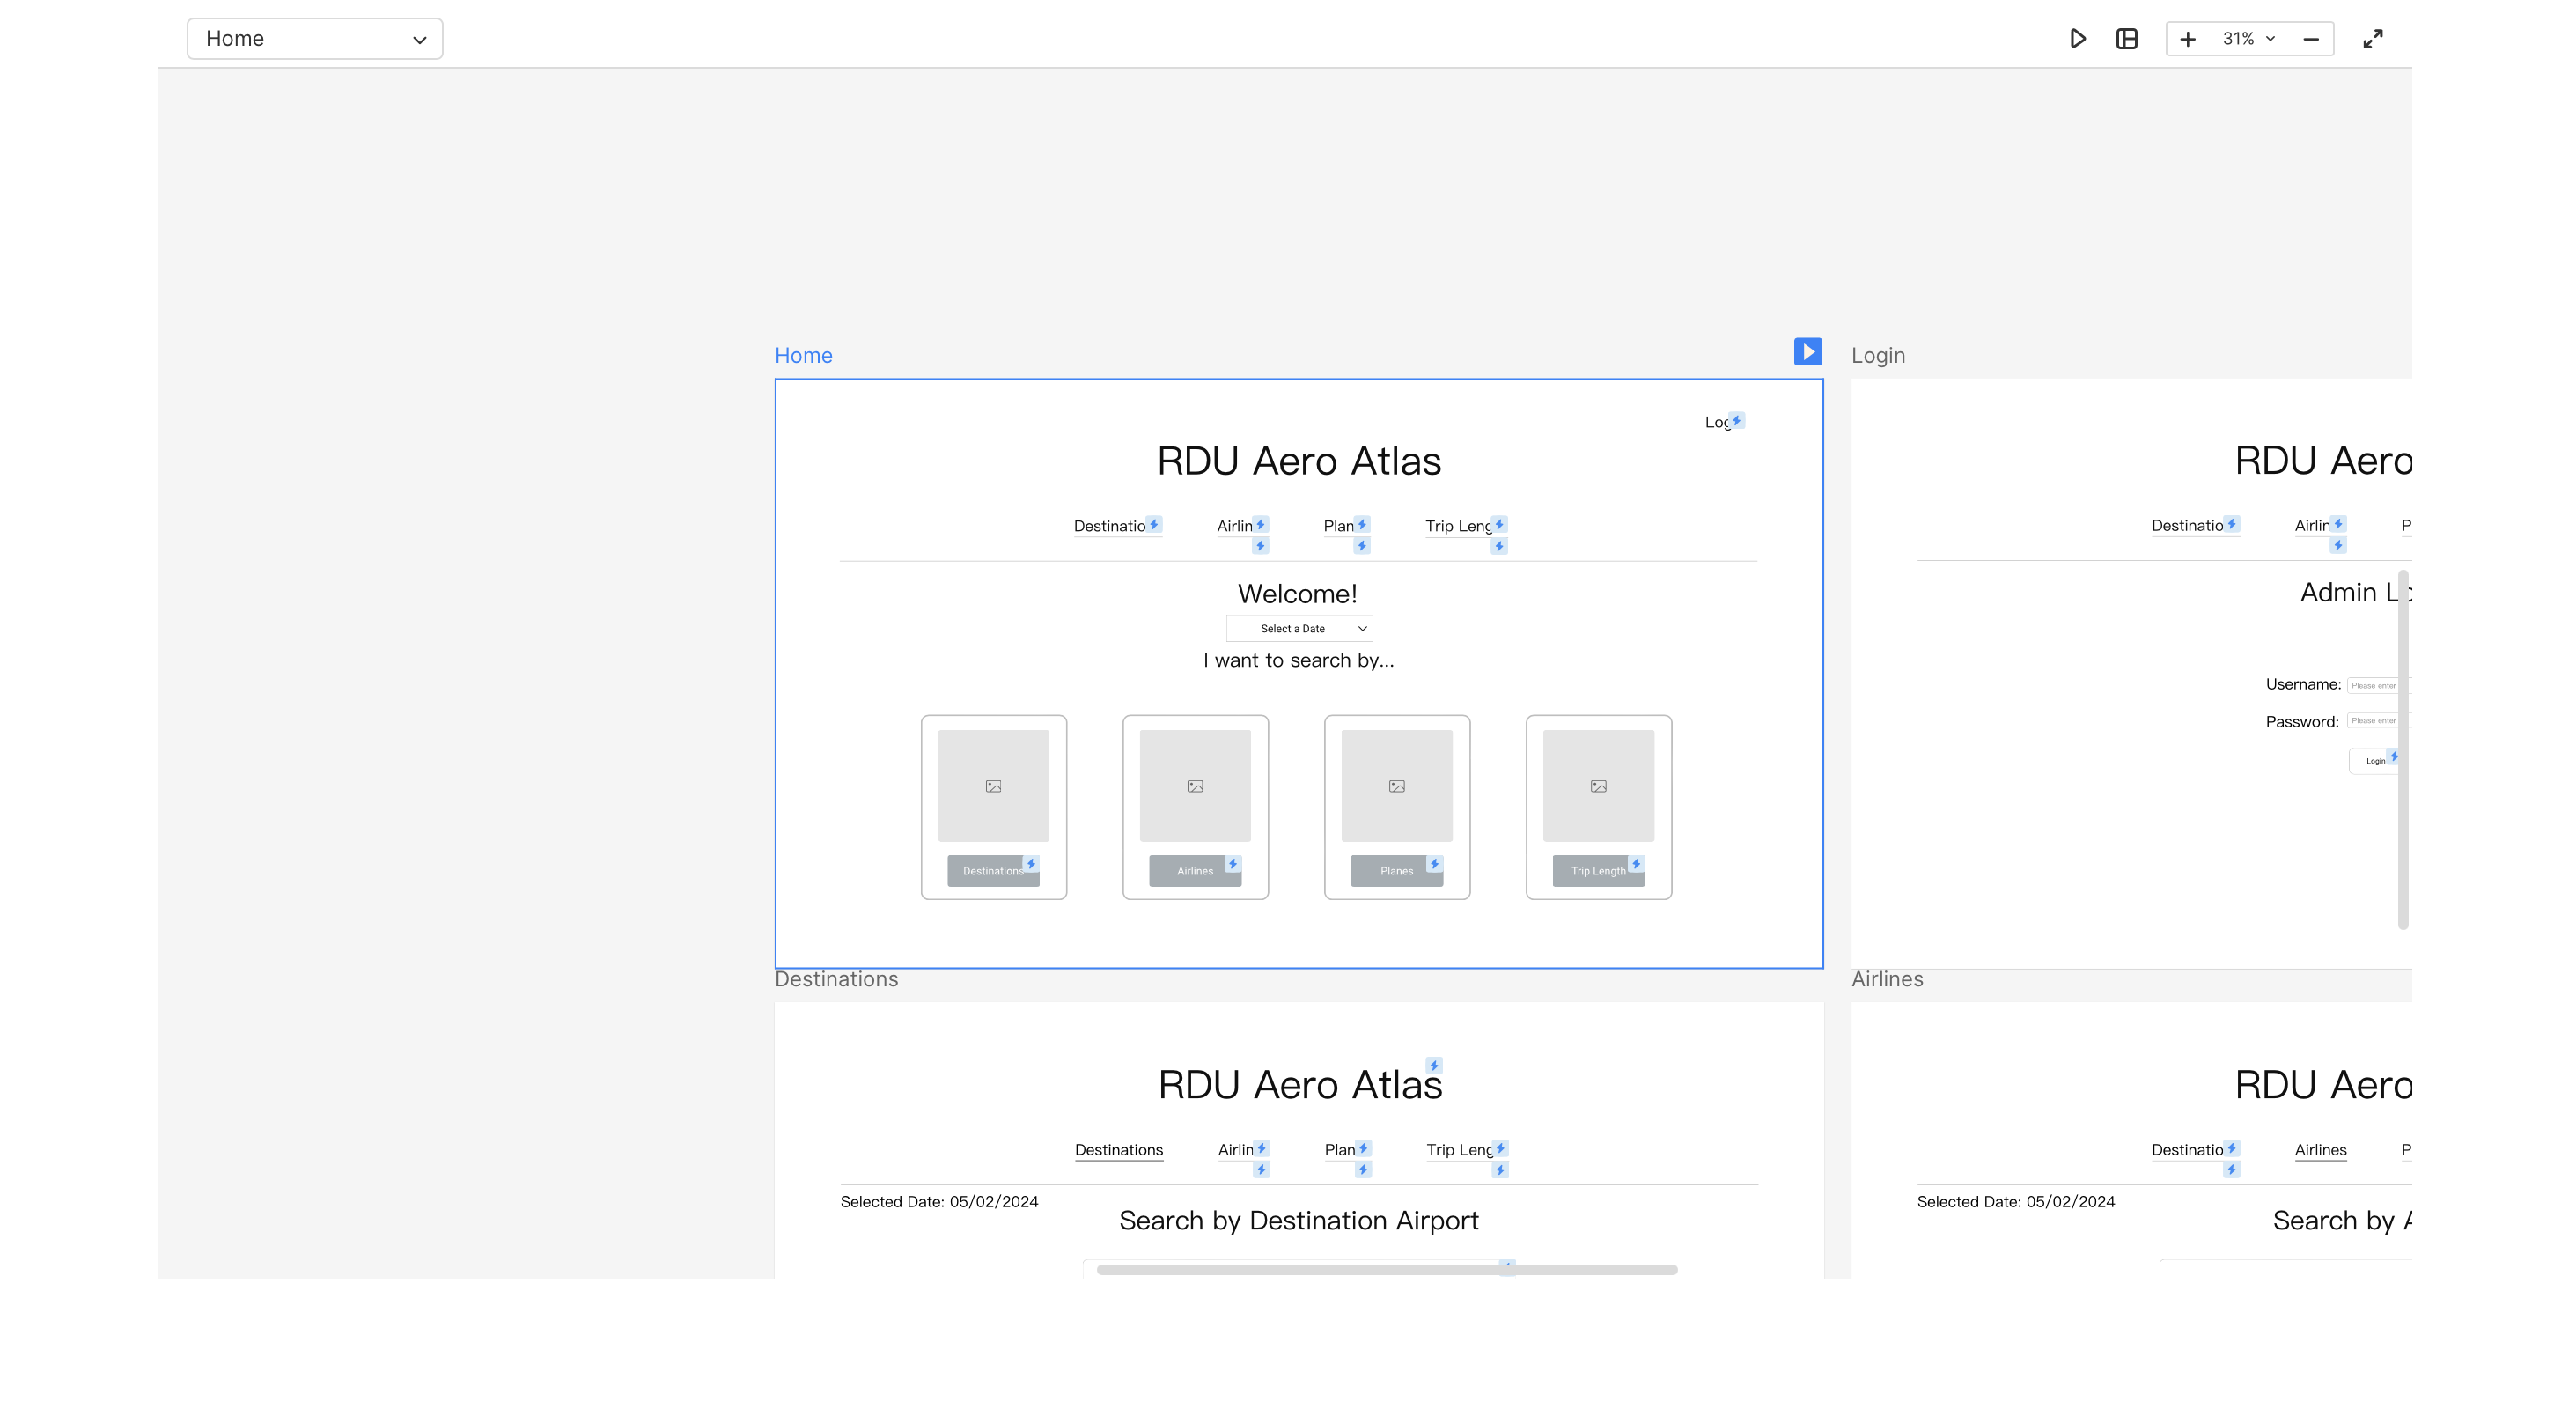 Home
31%
Home
Login
RDU Aero Atlas
Destinatio
Airlin
Plan
Trip Leng
Welcome!
Select a Date
I want to search by...
Destinations
Airlines
Planes
Trip Length
RDU Aero
Destinatio
Airlin
P
Admin
Username:
Please enter
Password:
Please enter
Login
Destinations
Airlines
RDU Aero Atlas
Destinations
Airlin
Plan
Trip Leng
Selected Date: 05/02/2024
Search by Destination Airport
RDU Aero
Destinatio
Airlines
P
Selected Date: 05/02/2024
Search by A